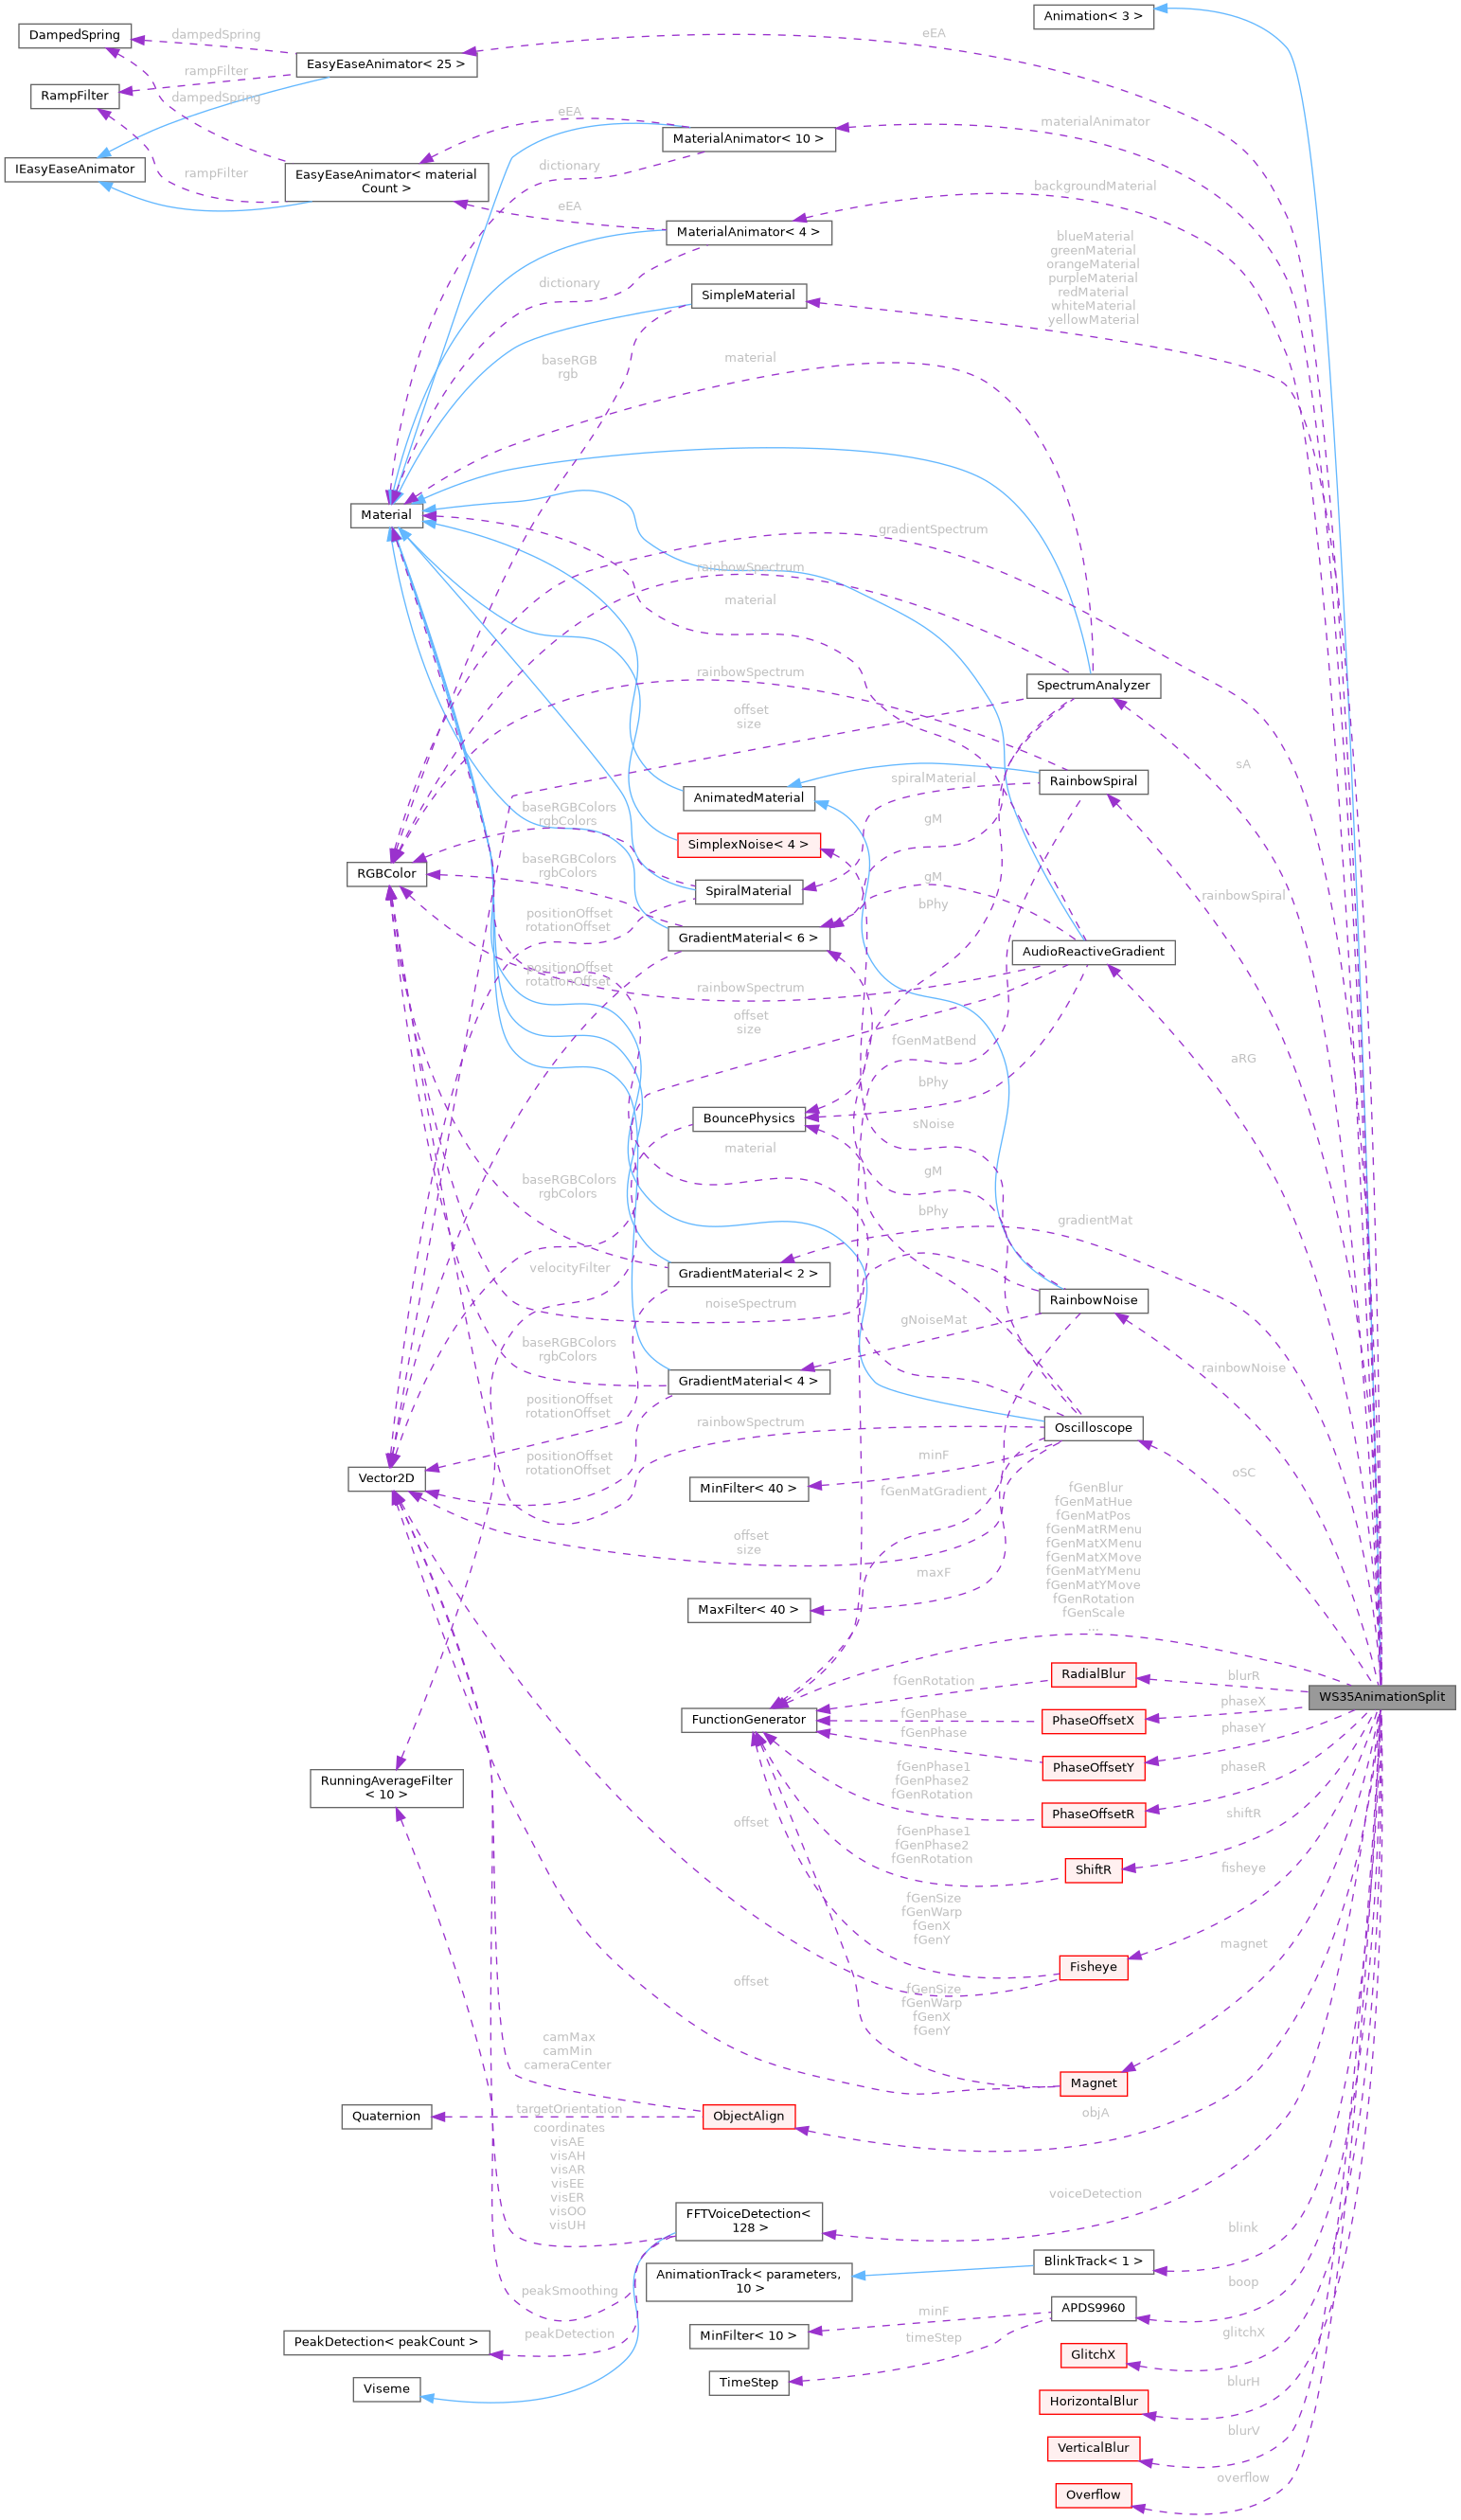 Animation< 3 >
DampedSpring
dampedSpring
eEA
EasyEaseAnimator< 25 >
rampFilter
RampFilter
dampedSpring
eEA
materialAnimator
MaterialAnimator< 10 >
IEasyEaseAnimator
rampFilter
EasyEaseAnimator< material
Count >
dictionary
backgroundMaterial
eEA
MaterialAnimator< 4 >
blueMaterial
greenMaterial
orangeMaterial
purpleMaterial
redMaterial
whiteMaterial
yellowMaterial
dictionary
SimpleMaterial
baseRGB
rgb
material
Material
gradientSpectrum
rainbowSpectrum
material
rainbowSpectrum
SpectrumAnalyzer
offset
size
sA
spiralMaterial
RainbowSpiral
AnimatedMaterial
baseRGBColors
rgbColors
gM
SimplexNoise< 4 >
baseRGBColors
rgbColors
RGBColor
gM
SpiralMaterial
rainbowSpiral
bPhy
positionOffset
rotationOffset
GradientMaterial< 6 >
AudioReactiveGradient
positionOffset
rotationOffset
rainbowSpectrum
offset
size
fGenMatBend
aRG
bPhy
BouncePhysics
sNoise
material
gM
baseRGBColors
rgbColors
bPhy
gradientMat
velocityFilter
GradientMaterial< 2 >
noiseSpectrum
RainbowNoise
gNoiseMat
baseRGBColors
rgbColors
rainbowNoise
GradientMaterial< 4 >
positionOffset
rotationOffset
rainbowSpectrum
Oscilloscope
minF
positionOffset
rotationOffset
oSC
Vector2D
MinFilter< 40 >
fGenMatGradient
fGenBlur
fGenMatHue
fGenMatPos
fGenMatRMenu
fGenMatXMenu
fGenMatXMove
fGenMatYMenu
fGenMatYMove
fGenRotation
fGenScale
...
offset
size
maxF
MaxFilter< 40 >
RadialBlur
blurR
fGenRotation
WS35AnimationSplit
phaseX
fGenPhase
PhaseOffsetX
FunctionGenerator
phaseY
fGenPhase
PhaseOffsetY
phaseR
fGenPhase1
fGenPhase2
fGenRotation
RunningAverageFilter
< 10 >
PhaseOffsetR
shiftR
offset
fGenPhase1
fGenPhase2
fGenRotation
ShiftR
fisheye
fGenSize
fGenWarp
fGenX
fGenY
magnet
Fisheye
offset
fGenSize
fGenWarp
fGenX
fGenY
camMax
camMin
cameraCenter
Magnet
targetOrientation
Quaternion
ObjectAlign
objA
coordinates
visAE
visAH
visAR
visEE
visER
visOO
visUH
voiceDetection
FFTVoiceDetection<
128 >
blink
BlinkTrack< 1 >
AnimationTrack< parameters,
10 >
boop
peakSmoothing
APDS9960
minF
glitchX
peakDetection
MinFilter< 10 >
timeStep
PeakDetection< peakCount >
GlitchX
TimeStep
blurH
Viseme
HorizontalBlur
blurV
VerticalBlur
overflow
Overflow